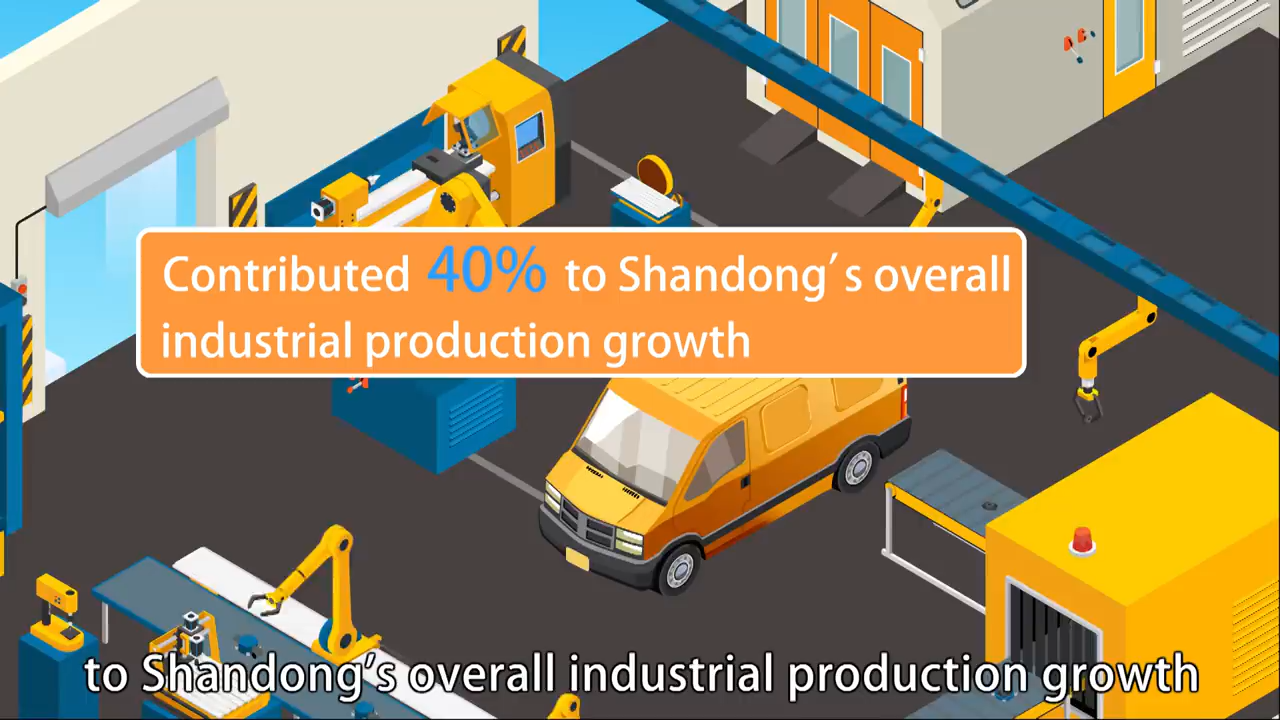 Contributed 40% to Shandong´s overall
industrial production growth
to Shandong's overall industrial production growth